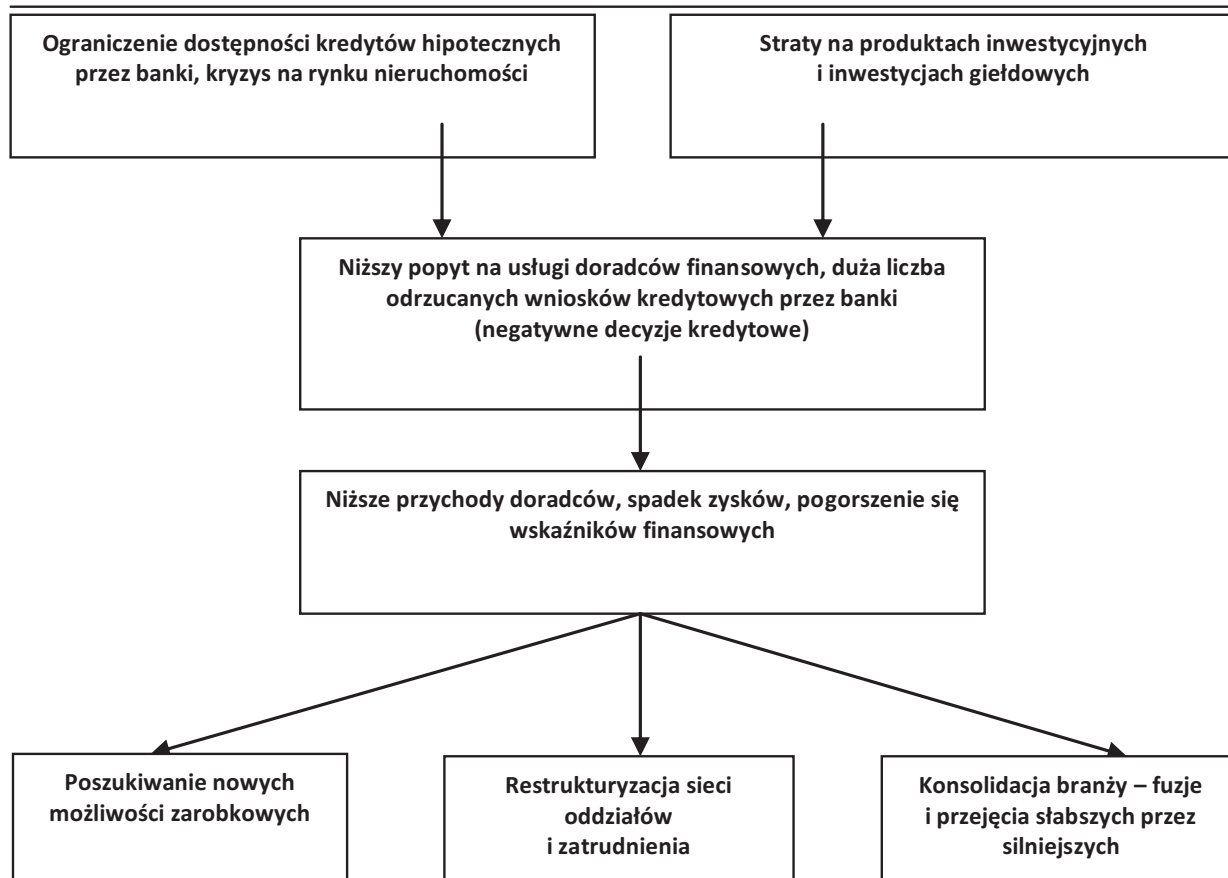 Ograniczenie dostępności kredytów hipotecznych
przez banki, kryzys na rynku nieruchomości
Straty na produktach inwestycyjnych
i inwestycjach giełdowych
Niższy popyt na usługi doradców finansowych, duża liczba
odrzucanych wniosków kredytowych przez banki
(negatywne decyzje kredytowe)
Niższe przychody doradców, spadek zysków, pogorszenie się
wskaźników finansowych
Poszukiwanie nowych
możliwości zarobkowych
Restrukturyzacja sieci
oddziałów
i zatrudnienia
Konsolidacja branży – fuzje
i przejęcia słabszych przez
silniejszych